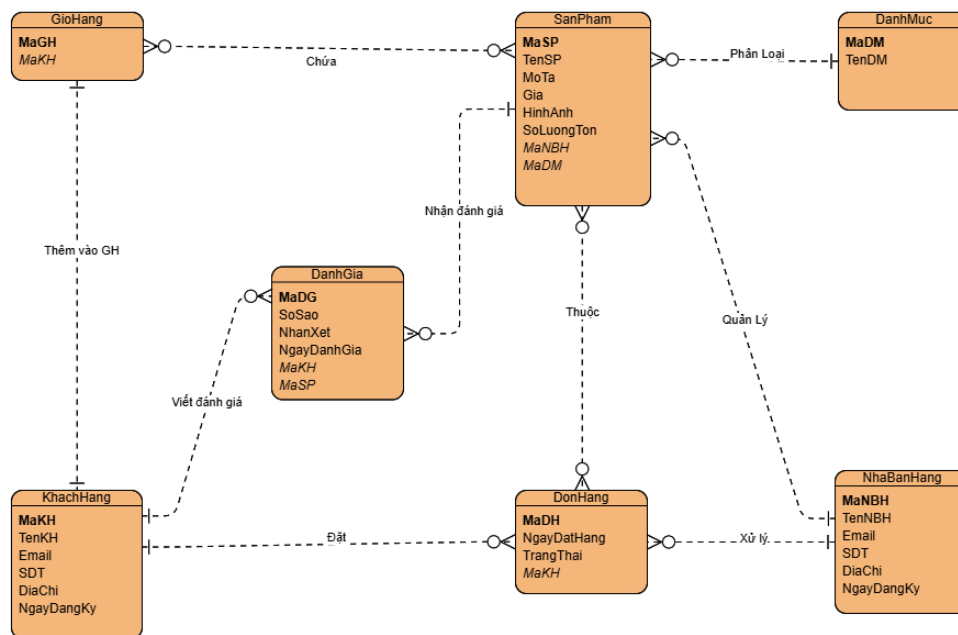 GioHang
MaGH
MaKH
Chứa
SanPham
MaSP
TenSP
MoTa
Gia
HinhAnh
SoLuongTon
MaNBH
MaDM
Phân Loại
DanhMuc
MaDM
TenDM
Nhận đánh giá
Thêm vào GH
DanhGia
MaDG
SoSao
NhanXet
NgayDanhGia
MaKH
MaSP
Thuộc
Quản Lý
Viết đánh giá
KhachHang
MaKH
TenKH
Email
SDT
DiaChi
NgayDangKy
Đặt
DonHang
MaDH
NgayDatHang
TrangThai
MaKH
Xử lý
NhaBanHang
MaNBH
TenNBH
Email
SDT
DiaChi
NgayDangKy